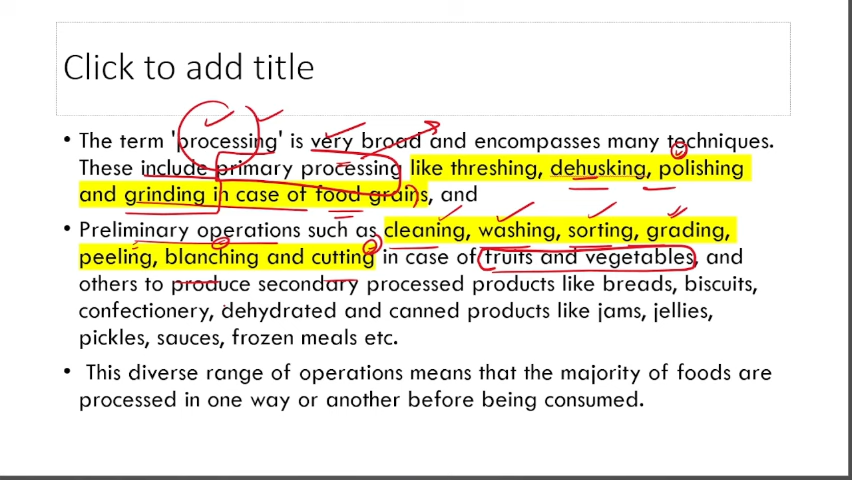 Click to add title
• The term 'processing' is very broad and encompasses many techniques.
These include primary processing like threshing, dehusking, polishing
and grinding in case of food grains, and
• Preliminary operations such as cleaning, washing, sorting, grading,
peeling, blanching and cutting in case of fruits and vegetables, and
others to produce secondary processed products like breads, biscuits,
confectionery, dehydrated and canned products like jams, jellies,
pickles, sauces, frozen meals etc.
• This diverse range of operations means that the majority of foods are
processed in one way or another before being consumed.